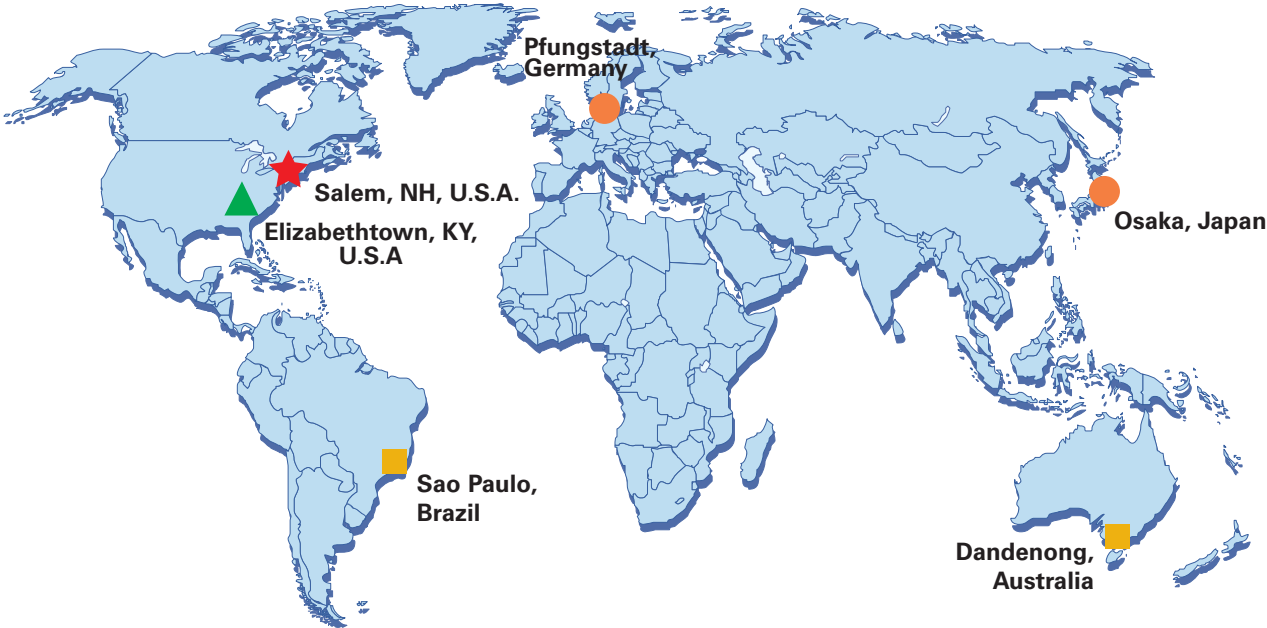 Pfungstadt,
Germany
Salem, NH, U.S.A.
Elizabethtown, KY,
U.S.A
Osaka, Japan
Sao Paulo,
Brazil
Dandenong,
Australia